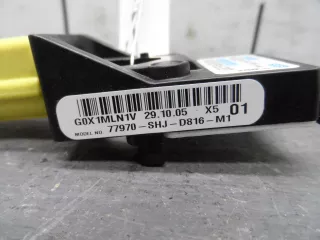 G0X1MLN1V 29.10.05 X5 01
MODEL NO. 77970-SHJ-D816-M1